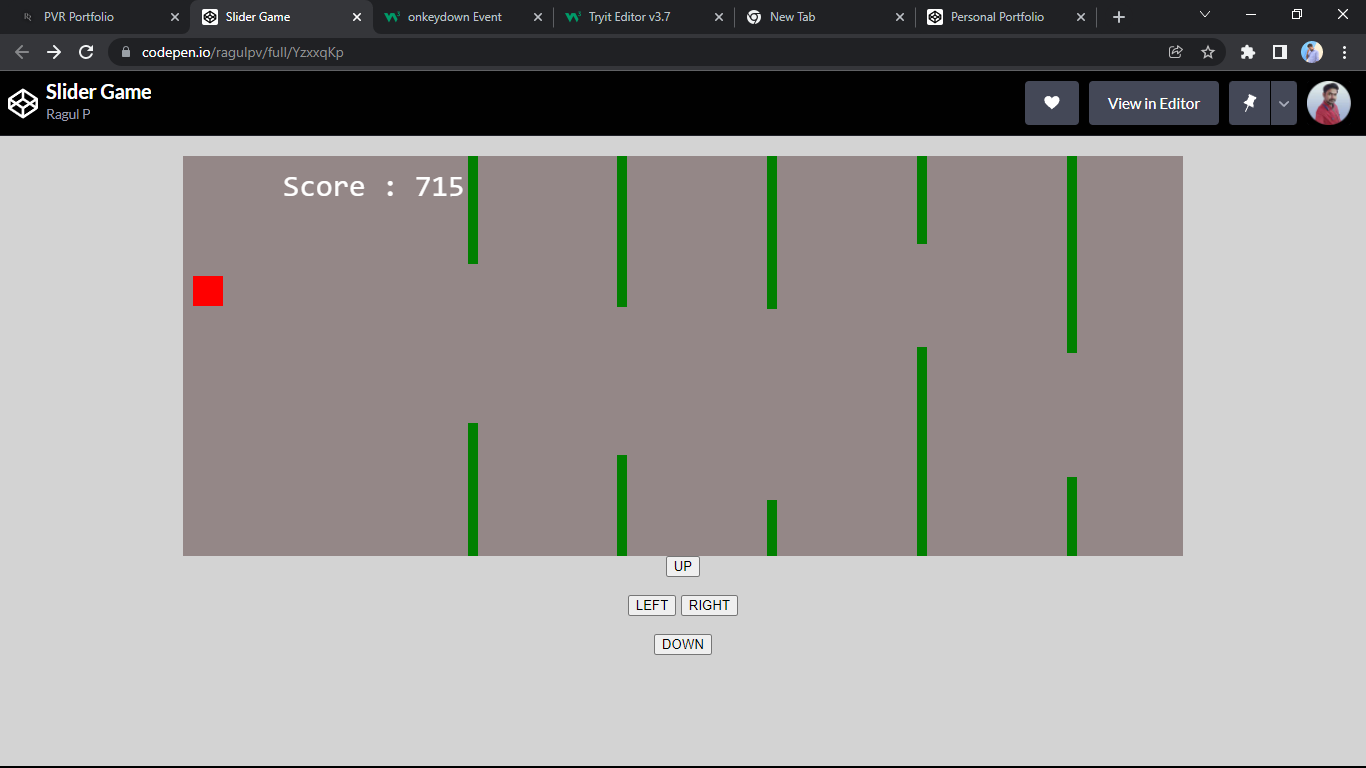 PVR Portfolio
Slider Game
onkeydown Event
Tryit Editor v3.7
New Tab
Personal Portfolio
codepen.io/ragulpv/full/YzxxqKp
Slider Game
Ragul P
View in Editor
Score : 715
UP
LEFT RIGHT
DOWN